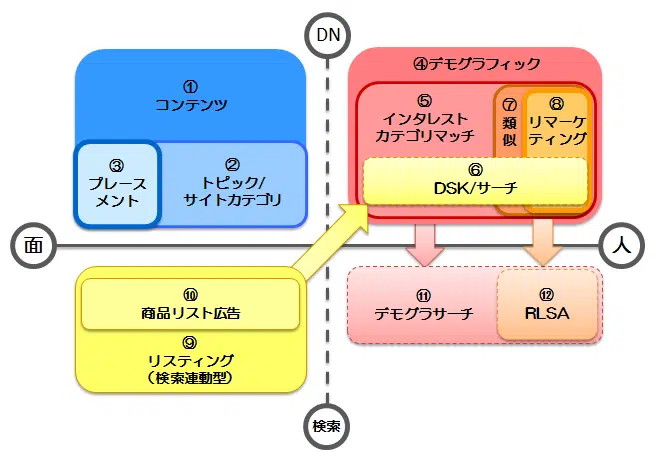 DN
①
コンテンツ
③
プレース
メント
②
トピック/
サイトカテゴリ
④デモグラフィック
⑤
インタレスト
カテゴリマッチ
⑦
類
似
⑧
リマーケ
ティング
⑥
DSK/サーチ
面
人
⑩
商品リスト広告
⑨
リスティング
（検索連動型）
⑪
デモグラサーチ
⑫
RLSA
検索